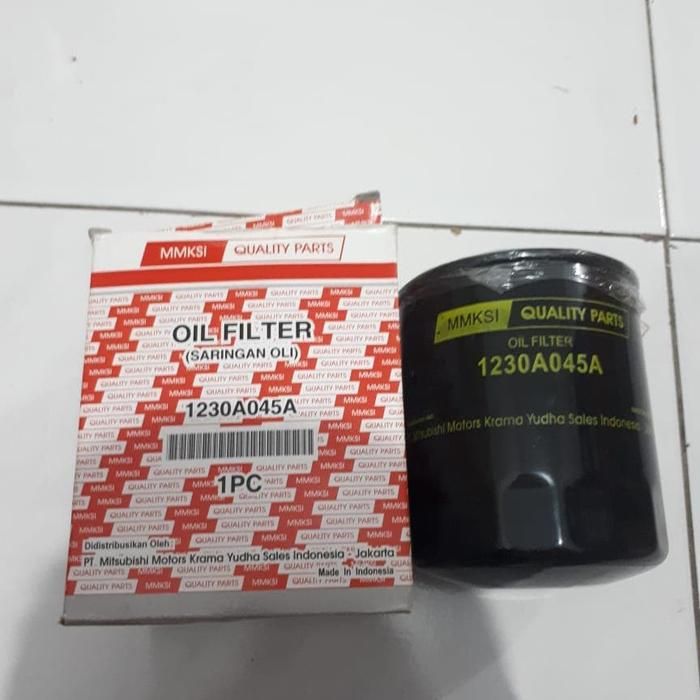 MMKSI QUALITY PARTS
OIL FILTER
(SARINGAN OLI)
1230A045A
1PC
Didistribusikan Oleh :
PT. Mitsubishi Motors Krama Yudha Sales Indonesia - Jakarta
Made In Indonesia
MMKSI QUALITY PARTS
OIL FILTER
1230A045A
Mitsubishi Motors Krama Yudha Sales Indonesia